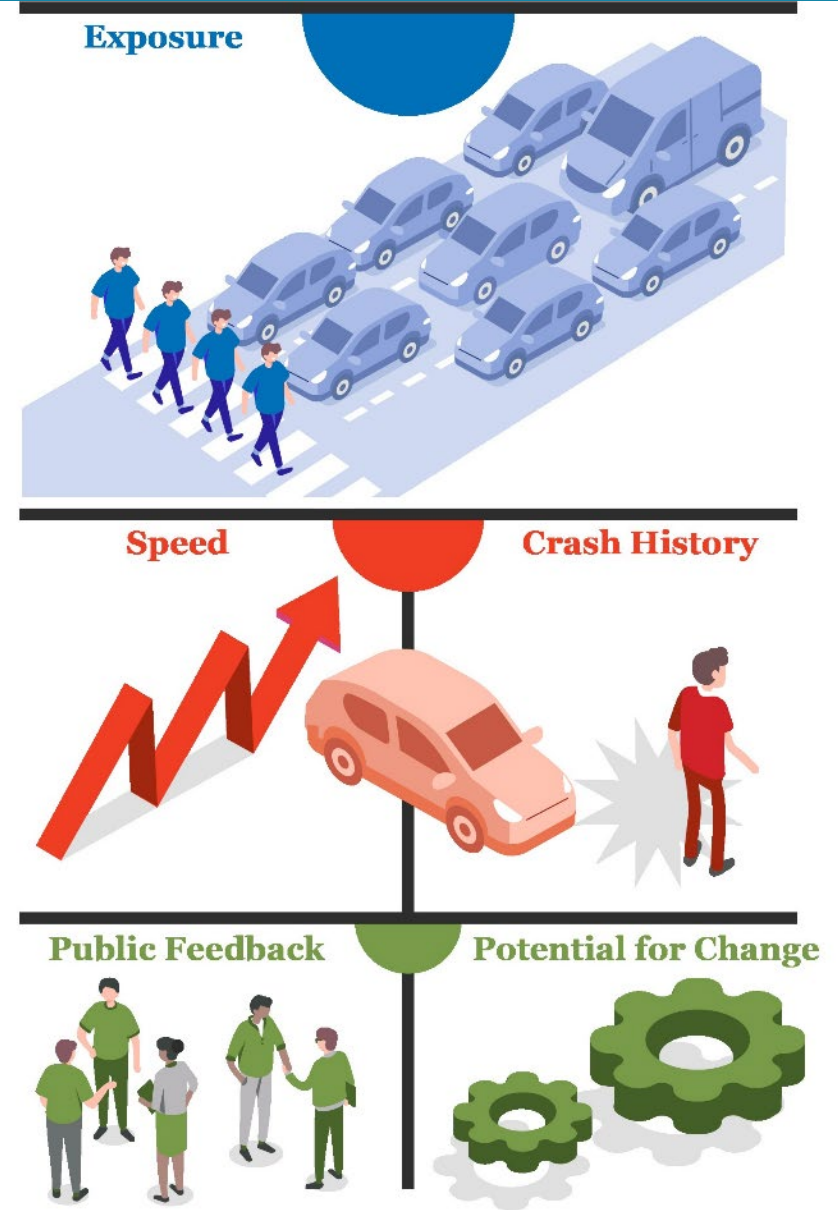 Exposure
Speed
Crash History
Public Feedback
Potential for Change